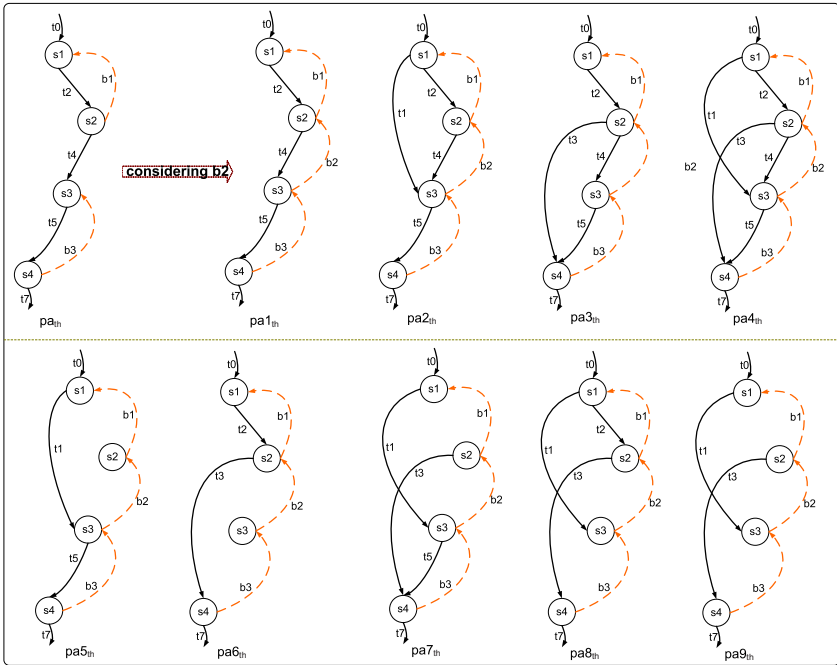 t0
s1
b1
t2
s2
t4
s3
t5
b3
s4
t7
pa_th
considering b2
t0
s1
b1
t2
s2
t4
b2
s3
t5
b3
s4
t7
pa1_th
t0
s1
b1
t2
t1
s2
t4
b2
s3
t5
b3
s4
t7
pa2_th
t0
s1
b1
t2
s2
t3
t4
b2
s3
t5
b3
s4
t7
pa3_th
t0
s1
b1
t2
t1
s2
t3
t4
b2
b2
s3
t5
b3
s4
t7
pa4_th
t0
s1
b1
t1
s2
b2
s3
t5
b3
s4
t7
pa5_th
t0
s1
b1
t2
s2
t3
b2
s3
b3
s4
t7
pa6_th
t0
s1
b1
t1
s2
t3
b2
s3
t5
b3
s4
t7
pa7_th
t0
s1
b1
t2
t1
s2
t3
b2
s3
b3
s4
t7
pa8_th
t0
s1
b1
t1
s2
t3
b2
s3
b3
s4
t7
pa9_th